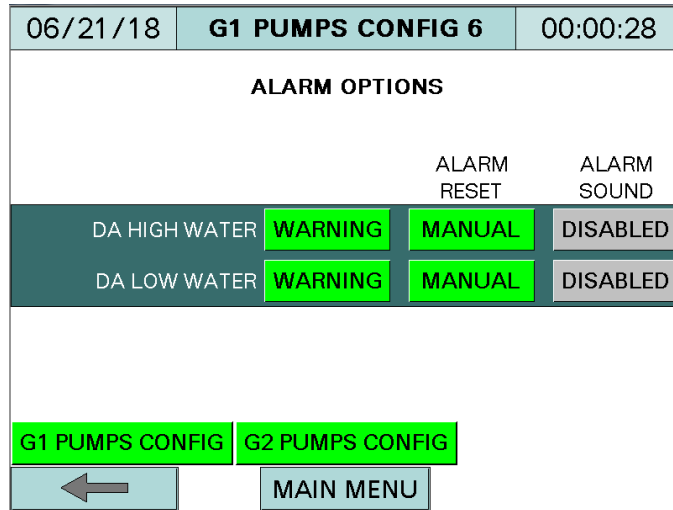 06/21/18 G1 PUMPS CONFIG 6 00:00:28
ALARM OPTIONS
ALARM RESET ALARM SOUND
DA HIGH WATER WARNING MANUAL DISABLED
DA LOW WATER WARNING MANUAL DISABLED
G1 PUMPS CONFIG G2 PUMPS CONFIG
MAIN MENU